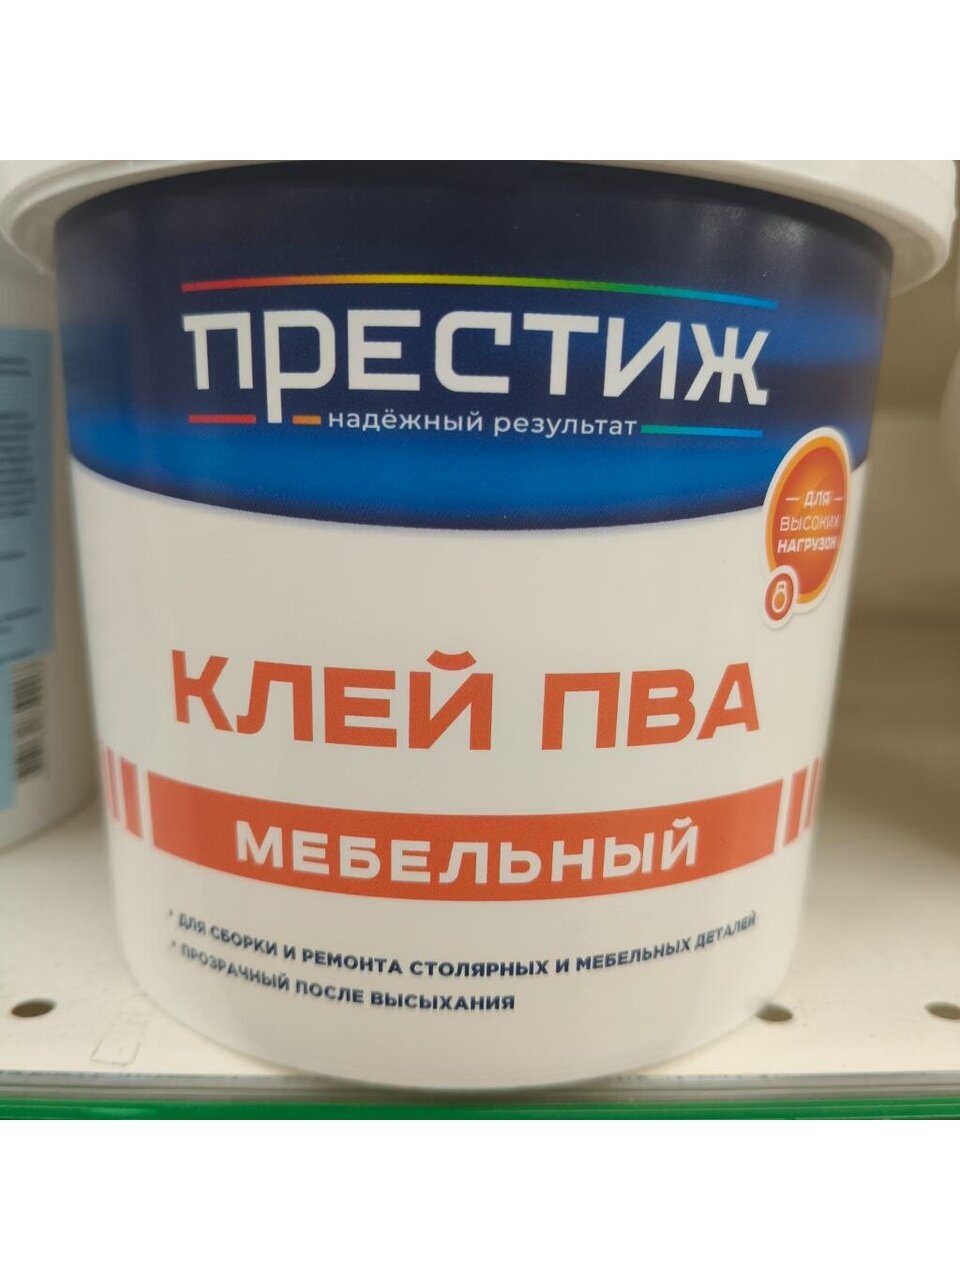 ПРЕСТИЖ
надёжный результат
ДЛЯ
ВЫСОКИХ
НАГРУЗОК
КЛЕЙ ПВА
МЕБЕЛЬНЫЙ
* ДЛЯ СБОРКИ И РЕМОНТА СТОЛЯРНЫХ И МЕБЕЛЬНЫХ ДЕТАЛЕЙ
* ПРОЗРАЧНЫЙ ПОСЛЕ ВЫСЫХАНИЯ